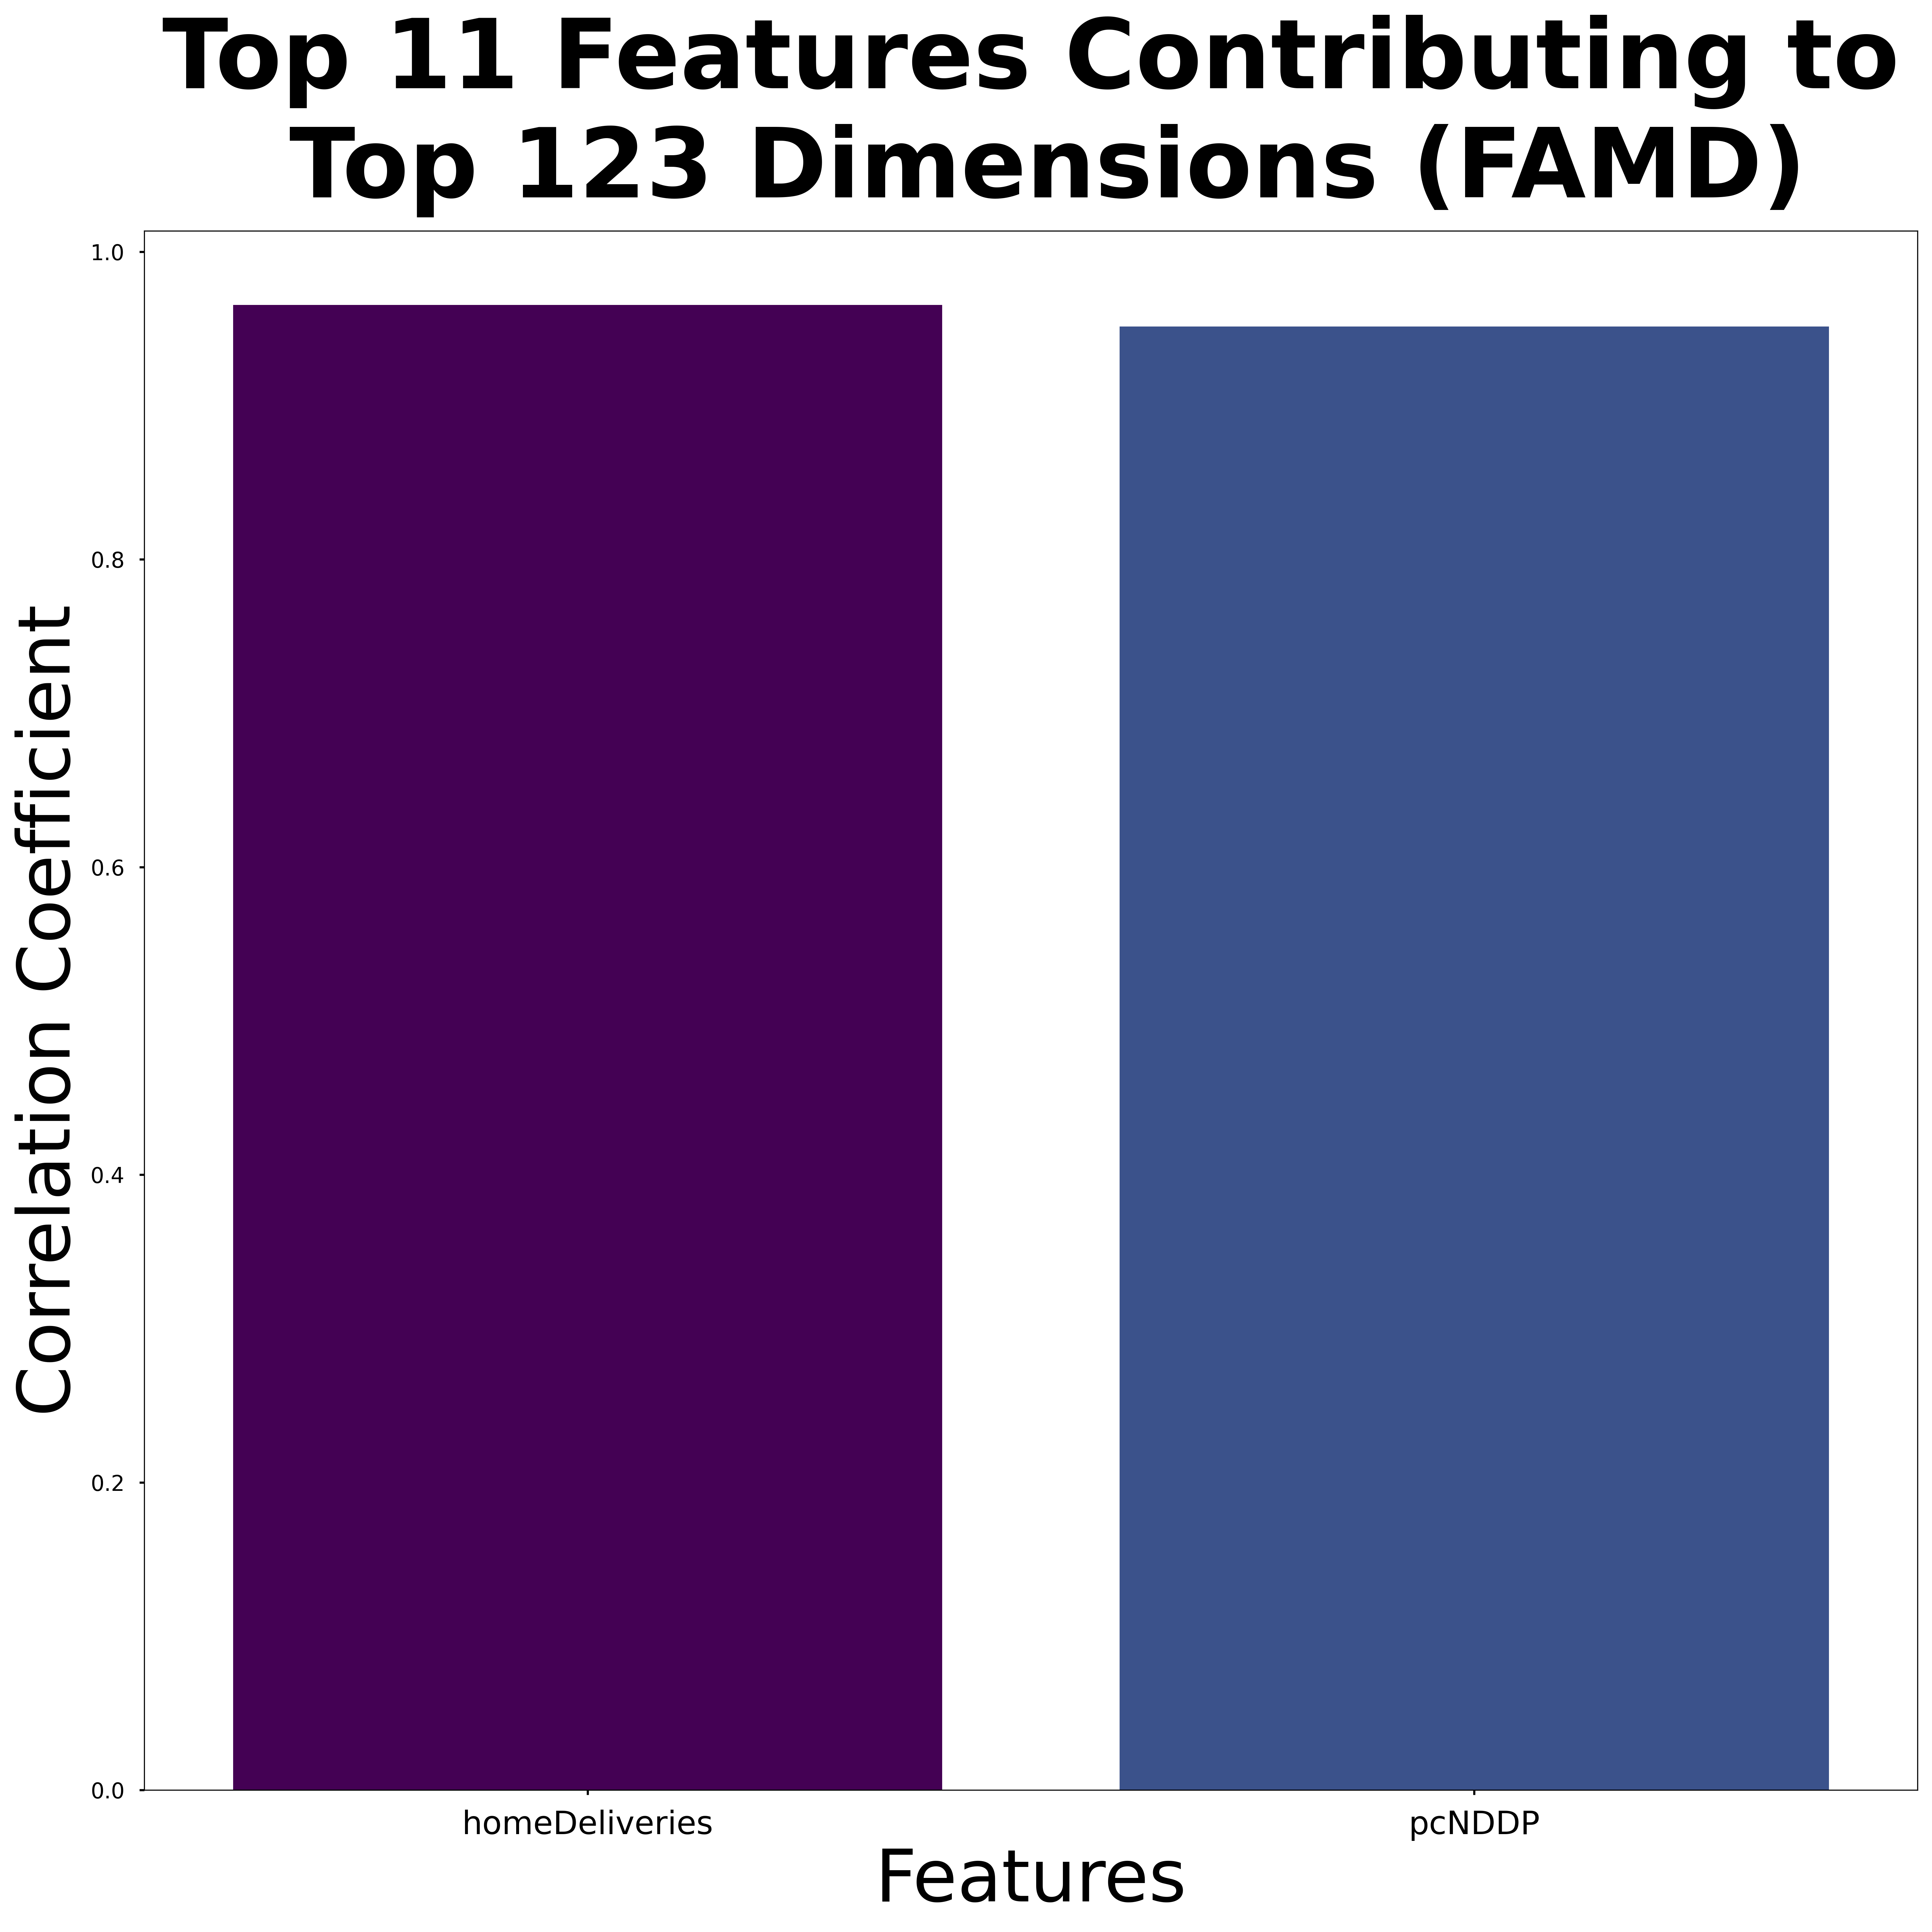 Top 11 Features Contributing to
Top 123 Dimensions (FAMD)
1.0
0.8
0.6
0.4
0.2
0.0
Correlation Coefficient
homeDeliveries
pcNDDP
Features